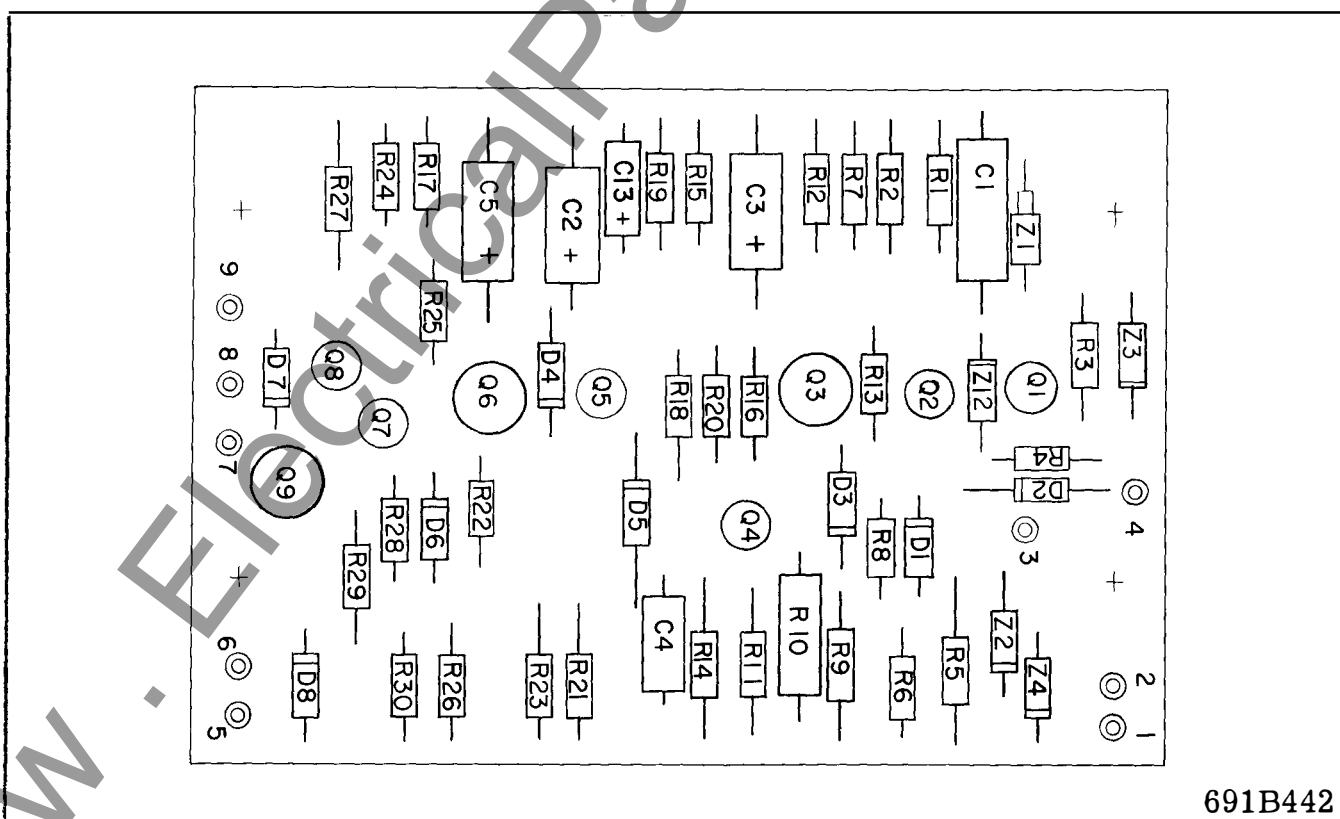 www.ElectricalPa
R27
R24
R17
C5 +
C2 +
C13 +
R19
R15
C3 +
R12
R7
R2
R1
C1
Z1
9
R25
8
D7
Q8
Q7
Q6
D4
Q5
R18
R20
R16
Q3
R13
Q2
Z12
Q1
R3
Z3
7
Q9
R4
D2
4
3
R28
D6
R22
D5
Q4
D3
R8
D1
R29
6
5
D8
R30
R26
R23
R21
C4
R14
R11
R10
R9
R6
R5
Z2
Z4
2
1
691B442